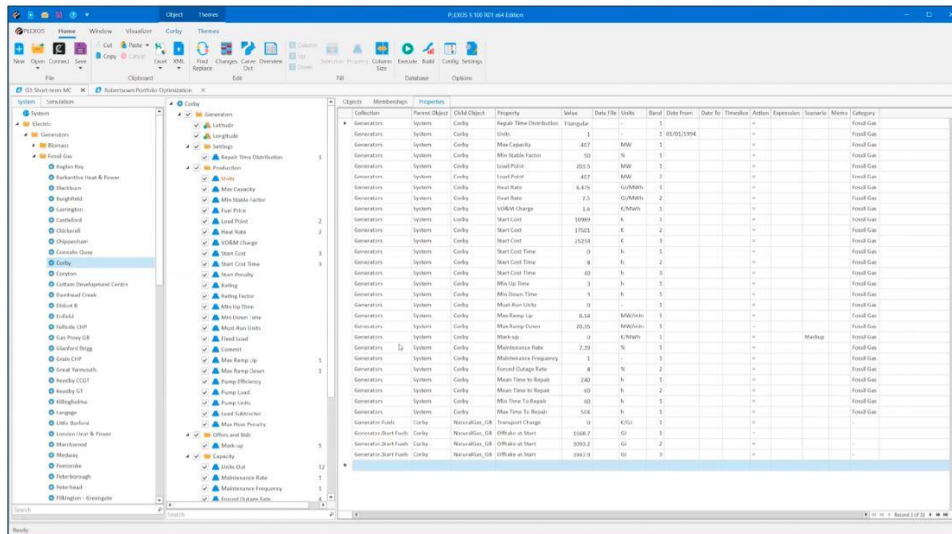 Object Themes PLEXOS 9.100 RC1 x64 Edition
PLEXOS Home Window Visualizer Corby Themes
New Open Connect Save Cut Copy Paste Excel XML Find Replace Changes Carve Out Overview Column Up Down Selection Property Column Size Execute Build Config Settings
File Clipboard Edit Fill Database Options
GB Short-term MC Robertstown Portfolio Optimization
System Simulation
System
Electric
Generators
Biomass
Fossil Gas
Raglan Bay
Barkantine Heat & Power
Blackburn
Burghfield
Carrington
Castleford
Chickerell
Chippenham
Connahs Quay
Corby
Coryton
Cottam Development Centre
Damhead Creek
Didcot B
Enfield
Fellside CHP
Gas Proxy GB
Glanford Brigg
Grain CHP
Great Yarmouth
Keadby CCGT
Keadby GT
Killingholme
Langage
Little Barford
London Heat & Power
Marchwood
Medway
Pembroke
Peterborough
Peterhead
Pilkington - Greengate
Search
Corby
Generators
Latitude
Longitude
Settings
Repair Time Distribution 1
Production
Units
Max Capacity
Min Stable Factor
Fuel Price
Load Point 2
Heat Rate 2
VO&M Charge
Start Cost 3
Start Cost Time 3
Start Penalty
Rating
Rating Factor
Min Up Time
Min Down Time
Must-Run Units
Fixed Load
Commit
Max Ramp Up 1
Max Ramp Down 1
Pump Efficiency
Pump Load
Pump Units
Load Subtracter
Max Heat Penalty
Offers and Bids
Mark-up 5
Capacity
Units Out 12
Maintenance Rate 1
Maintenance Frequency 1
Forced Outage Rate 4
Search
Objects Memberships Properties
Collection Parent Object Child Object Property Value Data File Units Band Date From Date To Timeslice Action Expression Scenario Memo Category
Generators System Corby Repair Time Distribution Triangular - 1 = Fossil Gas
Generators System Corby Units 1 - 1 01/01/1994 = Fossil Gas
Generators System Corby Max Capacity 407 MW 1 = Fossil Gas
Generators System Corby Min Stable Factor 50 % 1 = Fossil Gas
Generators System Corby Load Point 203.5 MW 1 = Fossil Gas
Generators System Corby Load Point 407 MW 2 = Fossil Gas
Generators System Corby Heat Rate GJ/MWh 1 = Fossil Gas
Generators System Corby Heat Rate 7.5 GJ/MWh 2 = Fossil Gas
Generators System Corby VO&M Charge 1.6 €/MWh 1 = Fossil Gas
Generators System Corby Start Cost 10989 € 1 = Fossil Gas
Generators System Corby Start Cost 17501 € 2 = Fossil Gas
Generators System Corby Start Cost € 3 = Fossil Gas
Generators System Corby Start Cost Time 0 h 1 = Fossil Gas
Generators System Corby Start Cost Time 8 h 2 = Fossil Gas
Generators System Corby Start Cost Time h 3 = Fossil Gas
Generators System Corby Min Up Time 3 h 1 = Fossil Gas
Generators System Corby Min Down Time h 1 = Fossil Gas
Generators System Corby Must-Run Units 0 - 1 = Fossil Gas
Generators System Corby Max Ramp Up MW/min 1 = Fossil Gas
Generators System Corby Max Ramp Down 20.35 MW/min 1 = Fossil Gas
Generators System Corby Mark-up 0 €/MWh 1 = Markup Fossil Gas
Generators System Corby Maintenance Rate 7.39 % 1 = Fossil Gas
Generators System Corby Maintenance Frequency 1 - 1 = Fossil Gas
Generators System Corby Forced Outage Rate 8 % 2 = Fossil Gas
Generators System Corby Mean Time to Repair 240 h 1 = Fossil Gas
Generators System Corby Mean Time to Repair 60 h 2 = Fossil Gas
Generators System Corby Min Time To Repair 60 h 1 = Fossil Gas
Generators System Corby Max Time To Repair h 1 = Fossil Gas
Generator.Fuels Corby NaturalGas_GB Transport Charge 0 €/GJ 1 = -
Generator.Start Fuels Corby NaturalGas_GB Offtake at Start GJ 1 = -
Generator.Start Fuels Corby NaturalGas_GB Offtake at Start GJ 2 = -
Generator.Start Fuels Corby NaturalGas_GB Offtake at Start GJ 3 = -
Record 1 of 32
Ready